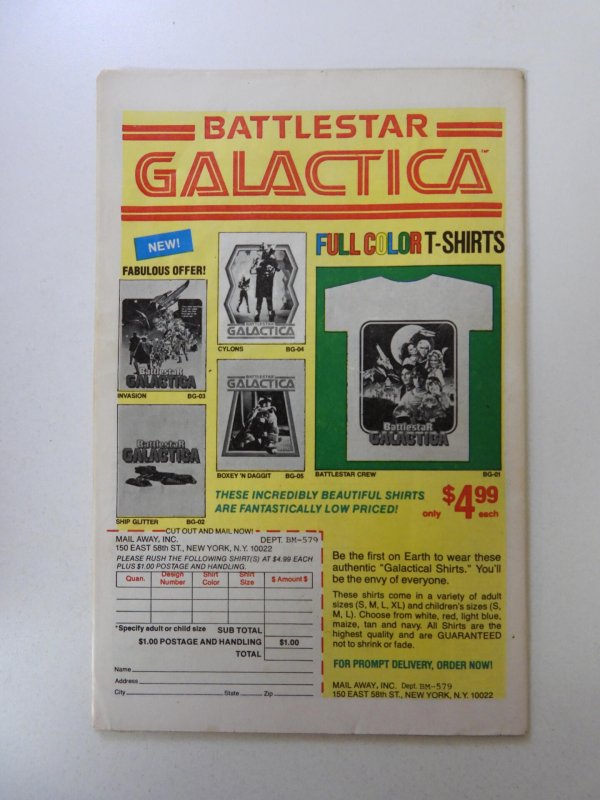 BATTLESTAR
GALACTICA™
NEW!
FABULOUS OFFER!
FULL COLOR T-SHIRTS
BATTLESTAR
GALACTICA
CYLONS BG-04
Battlestar
GALACTICA
INVASION BG-03
BATTLESTAR
GALACTICA
BOXEY 'N DAGGIT BG-05
Battlestar
GALACTICA
SHIP GLITTER BG-02
Battlestar
GALACTICA
BATTLESTAR CREW BG-01
THESE INCREDIBLY BEAUTIFUL SHIRTS
ARE FANTASTICALLY LOW PRICED!
only $4.99 each
CUT OUT AND MAIL NOW!
MAIL AWAY, INC. DEPT. BM-579
150 EAST 58th ST., NEW YORK, N.Y. 10022
PLEASE RUSH THE FOLLOWING SHIRT(S) AT $4.99 EACH
PLUS $1.00 POSTAGE AND HANDLING.
Quan. Design Number Shirt Color Shirt Size $ Amount $
*Specify adult or child size SUB TOTAL
$1.00 POSTAGE AND HANDLING $1.00
TOTAL
Name
Address
City State Zip
Be the first on Earth to wear these
authentic "Galactical Shirts." You'll
be the envy of everyone.
These shirts come in a variety of adult
sizes (S, M, L, XL) and children's sizes (S,
M, L). Choose from white, red, light blue,
maize, tan and navy. All Shirts are the
highest quality and are GUARANTEED
not to shrink or fade.
FOR PROMPT DELIVERY, ORDER NOW!
MAIL AWAY, INC. Dept. BM-579
150 EAST 58th ST., NEW YORK, N.Y. 10022